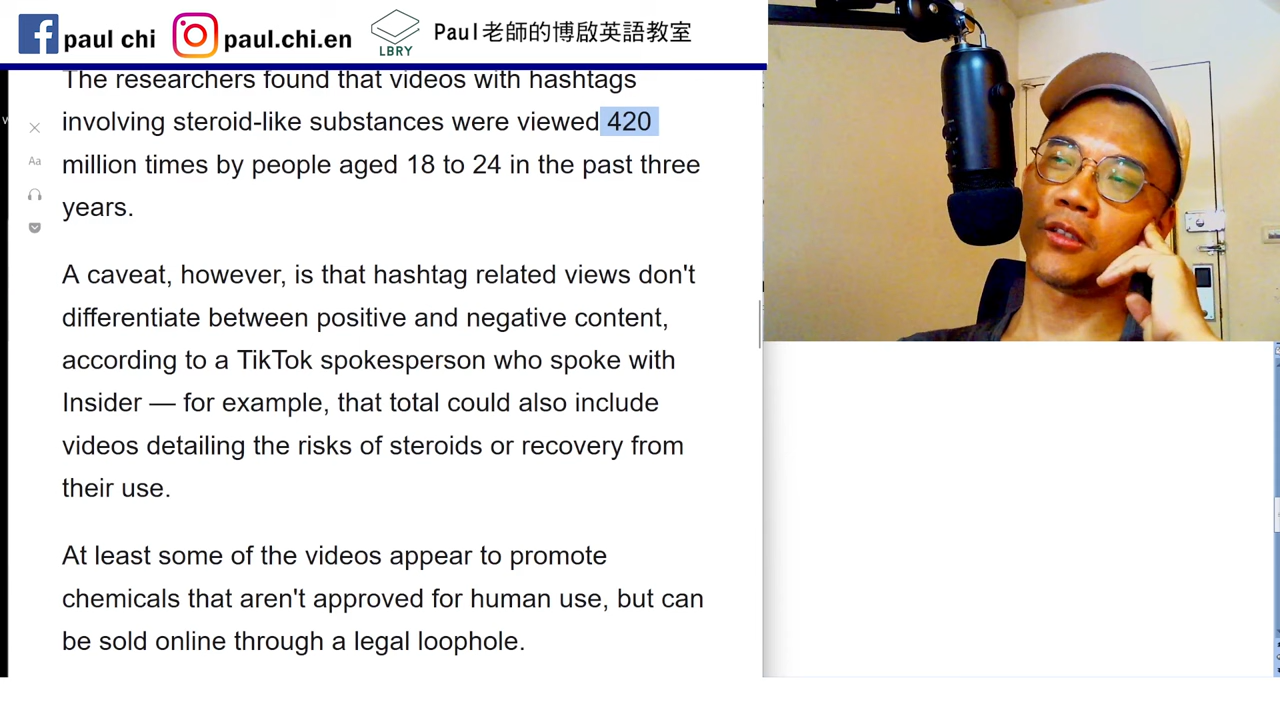 paul chi
paul.chi.en
LBRY
Paul老師的博啟英語教室
The researchers found that videos with hashtags
involving steroid-like substances were viewed 420
million times by people aged 18 to 24 in the past three
years.
Aa
A caveat, however, is that hashtag related views don't
differentiate between positive and negative content,
according to a TikTok spokesperson who spoke with
Insider — for example, that total could also include
videos detailing the risks of steroids or recovery from
their use.
At least some of the videos appear to promote
chemicals that aren't approved for human use, but can
be sold online through a legal loophole.